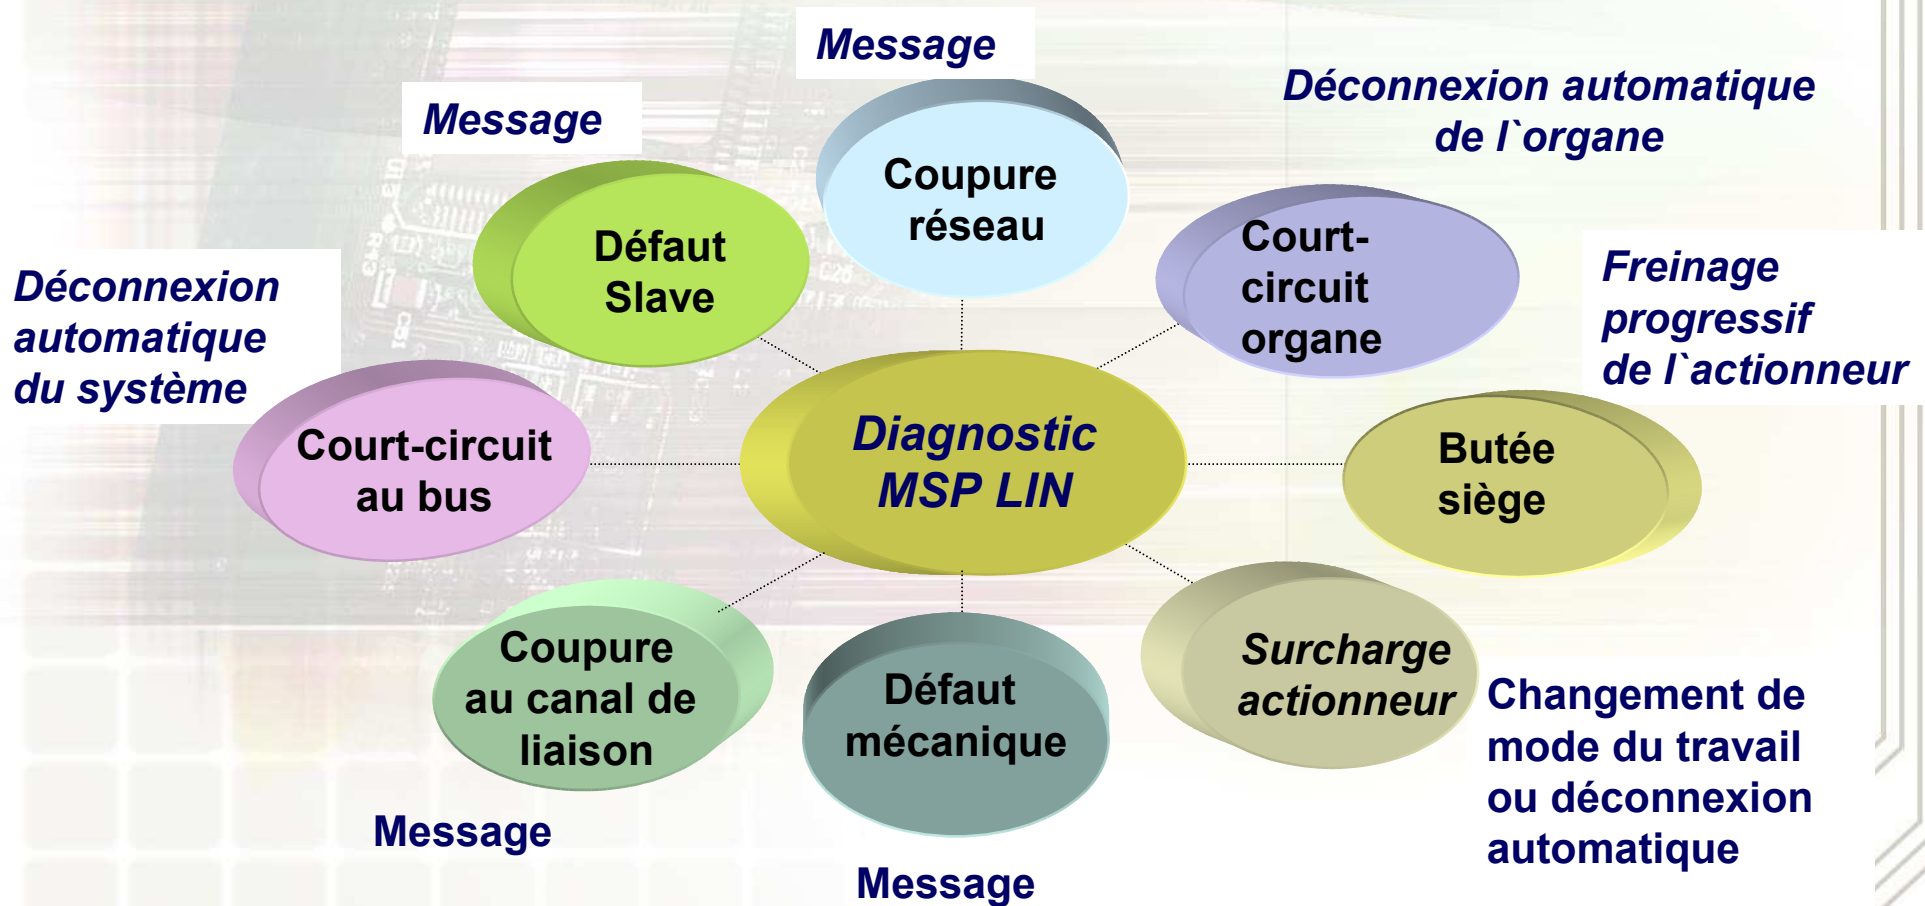 Message
Message
Déconnexion automatique
de l`organe
Coupure
réseau
Défaut
Slave
Court-
circuit
organe
Déconnexion
automatique
du système
Freinage
progressif
de l`actionneur
Court-circuit
au bus
Diagnostic
MSP LIN
Butée
siège
Coupure
au canal de
liaison
Défaut
mécanique
Surcharge
actionneur
Changement de
mode du travail
ou déconnexion
automatique
Message
Message